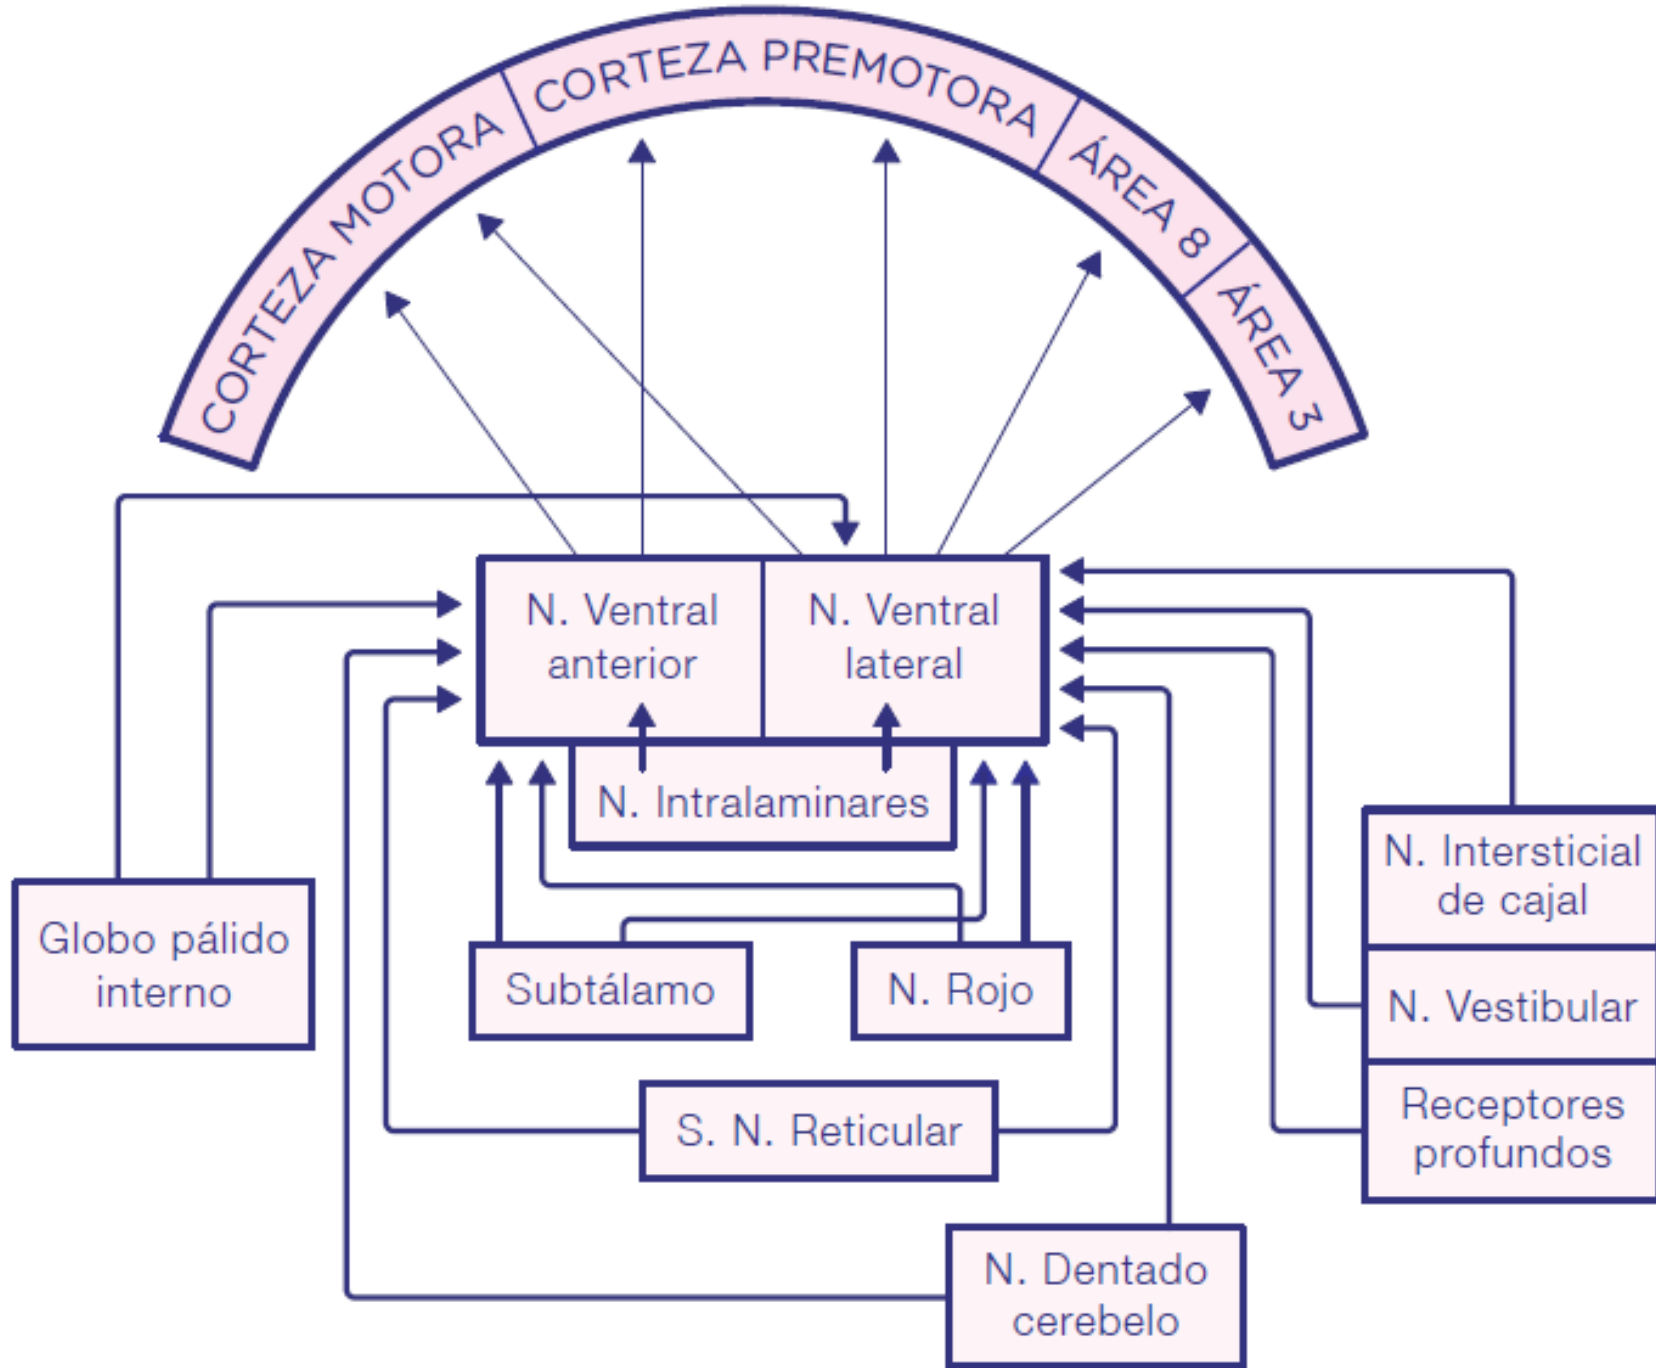 CORTEZA MOTORA
CORTEZA PREMOTORA
ÁREA 8
ÁREA 3
N. Ventral
anterior
N. Ventral
lateral
N. Intralaminares
Globo pálido
interno
Subtálamo
N. Rojo
N. Intersticial
de cajal
N. Vestibular
Receptores
profundos
S. N. Reticular
N. Dentado
cerebelo